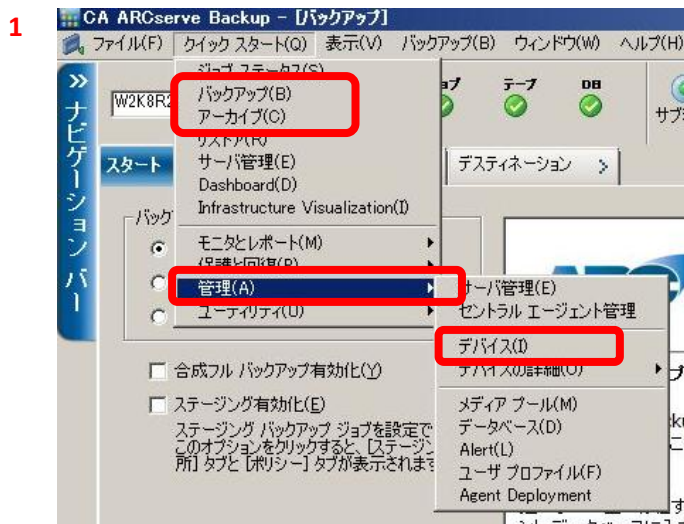 1
CA ARCserve Backup - [バックアップ]
ファイル(F) クイック スタート(Q) 表示(V) バックアップ(B) ウィンドウ(W) ヘルプ(H)
ジョブ ステータス(S)
バックアップ(B)
アーカイブ(C)
リストア(R)
サーバ管理(E)
Dashboard(D)
Infrastructure Visualization(I)
モニタとレポート(M)
保護と回復(P)
管理(A)
ユーティリティ(U)
ナビゲーション バー
W2K8R2
テープ
DB
スタート
デスティネーション
サーバ管理(E)
セントラル エージェント管理
デバイス(I)
デバイスの詳細(O)
メディア プール(M)
データベース(D)
Alert(L)
ユーザ プロファイル(F)
Agent Deployment
合成フル バックアップ有効化(Y)
ステージング有効化(E)
ステージング バックアップ ジョブを設定で
このオプションをクリックすると、[ステージン
所] タブと [ポリシー] タブが表示されます